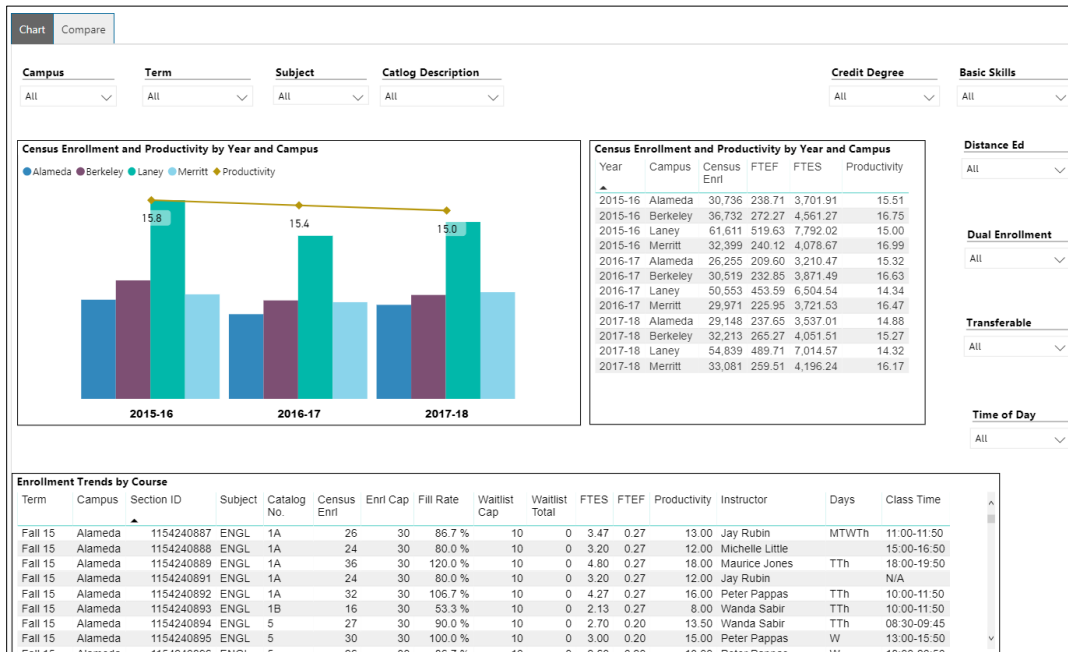 Chart Compare
Campus Term Subject Catlog Description Credit Degree Basic Skills
All All All All All All
Census Enrollment and Productivity by Year and Campus
Alameda Berkeley Laney Merritt Productivity
15.8 15.4 15.0
2015-16 2016-17 2017-18
Census Enrollment and Productivity by Year and Campus
Year Campus Census Enrl FTEF FTES Productivity
2015-16 Alameda 30,736 238.71 3,701.91 15.51
2015-16 Berkeley 36,732 272.27 4,561.27 16.75
2015-16 Laney 61,611 519.63 7,792.02 15.00
2015-16 Merritt 32,399 240.12 4,078.67 16.99
2016-17 Alameda 26,255 209.60 3,210.47 15.32
2016-17 Berkeley 30,519 232.85 3,871.49 16.63
2016-17 Laney 50,553 453.59 6,504.54 14.34
2016-17 Merritt 29,971 225.95 3,721.53 16.47
2017-18 Alameda 29,148 237.65 3,537.01 14.88
2017-18 Berkeley 32,213 265.27 4,051.51 15.27
2017-18 Laney 54,839 489.71 7,014.57 14.32
2017-18 Merritt 33,081 259.51 4,196.24 16.17
Distance Ed
All
Dual Enrollment
All
Transferable
All
Time of Day
All
Enrollment Trends by Course
Term Campus Section ID Subject Catalog No. Census Enrl Enrl Cap Fill Rate Waitlist Cap Waitlist Total FTES FTEF Productivity Instructor Days Class Time
Fall 15 Alameda 1154240887 ENGL 1A 26 30 86.7 % 10 0 3.47 0.27 13.00 Jay Rubin MTWTh 11:00-11:50
Fall 15 Alameda 1154240888 ENGL 1A 24 30 80.0 % 10 0 3.20 0.27 12.00 Michelle Little 15:00-16:50
Fall 15 Alameda 1154240889 ENGL 1A 36 30 120.0 % 10 0 4.80 0.27 18.00 Maurice Jones TTh 18:00-19:50
Fall 15 Alameda 1154240891 ENGL 1A 24 30 80.0 % 10 0 3.20 0.27 12.00 Jay Rubin N/A
Fall 15 Alameda 1154240892 ENGL 1A 32 30 106.7 % 10 0 4.27 0.27 16.00 Peter Pappas TTh 10:00-11:50
Fall 15 Alameda 1154240893 ENGL 1B 16 30 53.3 % 10 0 2.13 0.27 8.00 Wanda Sabir TTh 10:00-11:50
Fall 15 Alameda 1154240894 ENGL 5 27 30 90.0 % 10 0 2.70 0.20 13.50 Wanda Sabir TTh 08:30-09:45
Fall 15 Alameda 1154240895 ENGL 5 30 30 100.0 % 10 0 3.00 0.20 15.00 Peter Pappas W 13:00-15:50